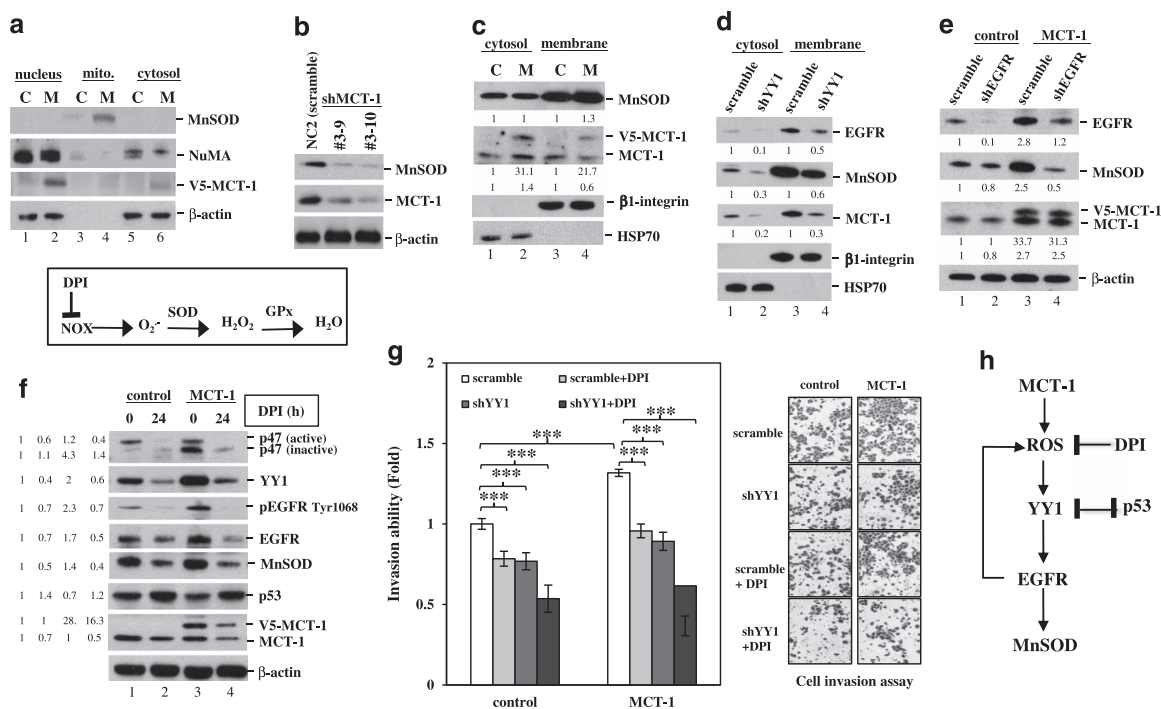 a
nucleus mito. cytosol
C M C M C M
MnSOD
NuMA
V5-MCT-1
β-actin
1 2 3 4 5 6
b
NC2 (scramble)
shMCT-1
#3-9
#3-10
MnSOD
MCT-1
β-actin
c
cytosol membrane
C M C M
MnSOD
1 1 1 1.3
V5-MCT-1
MCT-1
1 31.1 1 21.7
1 1.4 1 0.6
β1-integrin
HSP70
1 2 3 4
d
cytosol membrane
scramble shYY1 scramble shYY1
EGFR
1 0.1 1 0.5
MnSOD
1 0.3 1 0.6
MCT-1
1 0.2 1 0.3
β1-integrin
HSP70
1 2 3 4
e
control MCT-1
scramble shEGFR scramble shEGFR
EGFR
1 0.1 2.8 1.2
MnSOD
1 0.8 2.5 0.5
V5-MCT-1
MCT-1
1 1 33.7 31.3
1 0.8 2.7 2.5
β-actin
1 2 3 4
DPI
NOX O₂·- SOD H₂O₂ GPx H₂O
f
control MCT-1
0 24 0 24 DPI (h)
1 0.6 1.2 0.4 p47 (active)
1 1.1 4.3 1.4 p47 (inactive)
1 0.4 2 0.6 YY1
1 0.7 2.3 0.7 pEGFR Tyr1068
1 0.7 1.7 0.5 EGFR
1 0.5 1.4 0.4 MnSOD
1 1.4 0.7 1.2 p53
1 1 28. 16.3 V5-MCT-1
1 0.7 1 0.5 MCT-1
β-actin
1 2 3 4
g
Invasion ability (Fold)
2
1.5
1
0.5
0
scramble scramble+DPI
shYY1 shYY1+DPI
***
***
***
***
***
***
***
control MCT-1
control MCT-1
scramble
shYY1
scramble
+ DPI
shYY1
+DPI
Cell invasion assay
h
MCT-1
ROS DPI
YY1 p53
EGFR
MnSOD